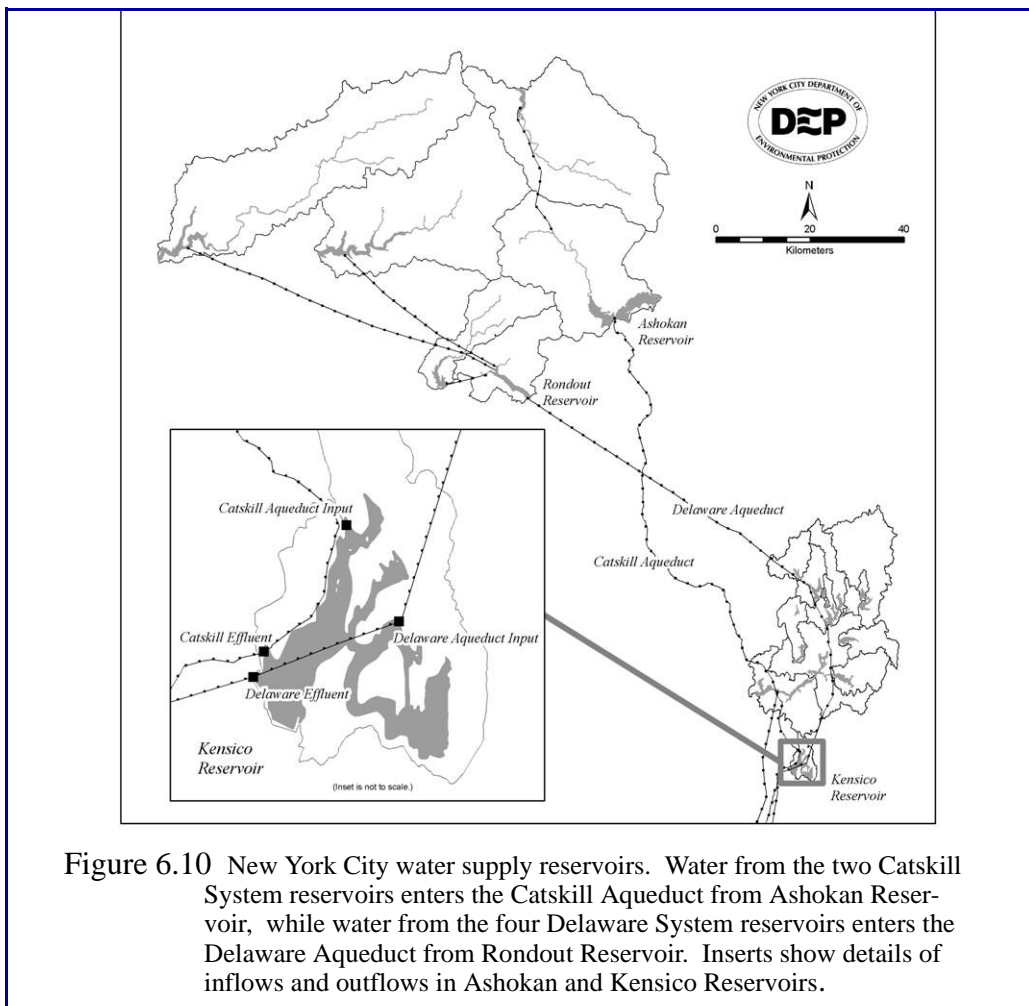 NEW YORK CITY DEPARTMENT OF
DEP
ENVIRONMENTAL PROTECTION
N
0 20 40
Kilometers
Ashokan
Reservoir
Rondout
Reservoir
Delaware Aqueduct
Catskill Aqueduct
Catskill Aqueduct Input
Catskill Effluent
Delaware Aqueduct Input
Delaware Effluent
Kensico
Reservoir
(Inset is not to scale.)
Kensico
Reservoir
Figure 6.10 New York City water supply reservoirs. Water from the two Catskill
System reservoirs enters the Catskill Aqueduct from Ashokan Reser-
voir, while water from the four Delaware System reservoirs enters the
Delaware Aqueduct from Rondout Reservoir. Inserts show details of
inflows and outflows in Ashokan and Kensico Reservoirs.